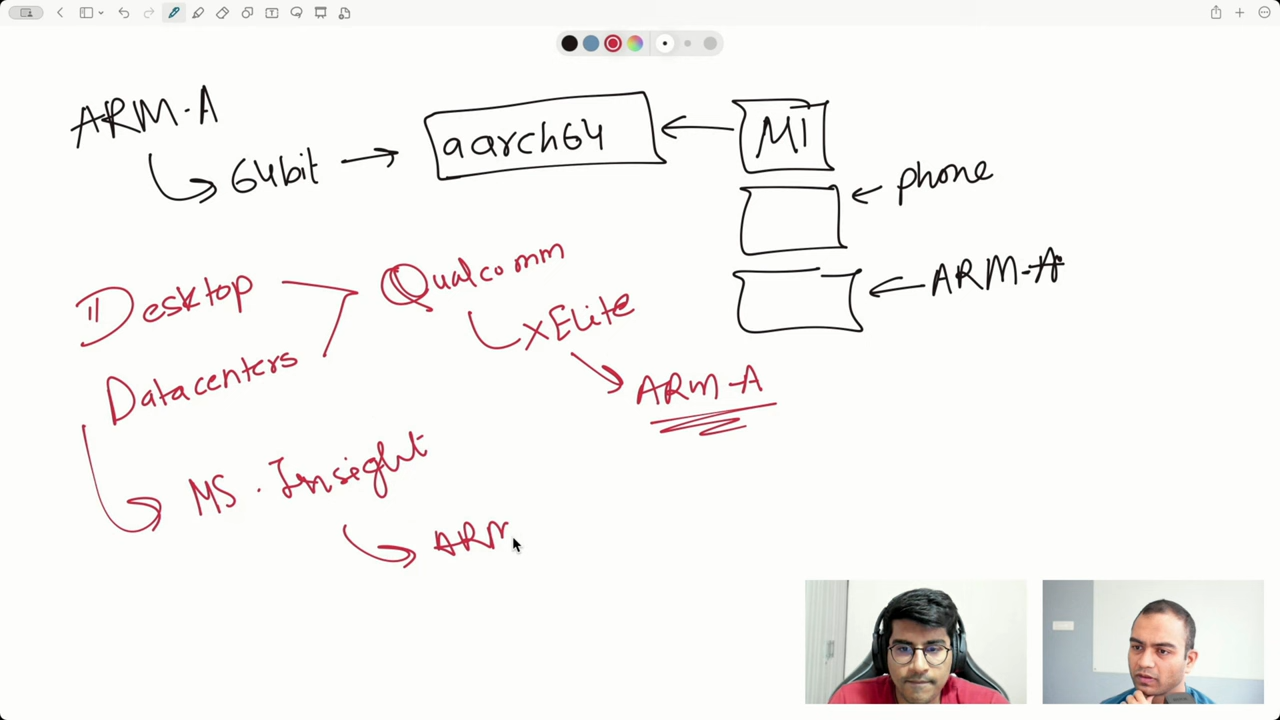 ARM-A
64bit
aarch64
M1
phone
ARM-A
Desktop
Qualcomm
XElite
Datacenters
ARM-A
MS. Insight
ARM